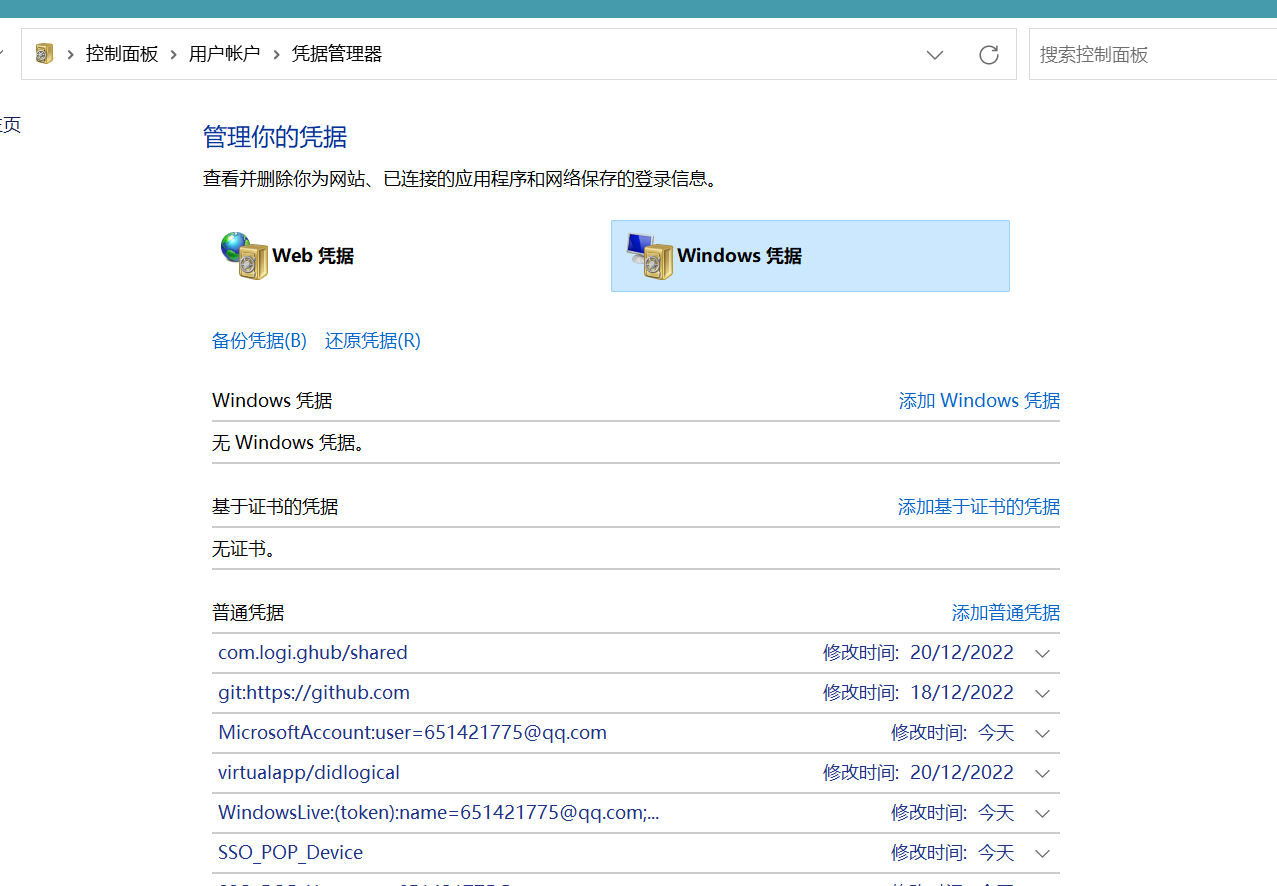 控制面板 › 用户帐户 › 凭据管理器
搜索控制面板
页
管理你的凭据
查看并删除你为网站、已连接的应用程序和网络保存的登录信息。
Web 凭据
Windows 凭据
备份凭据(B) 还原凭据(R)
Windows 凭据 添加 Windows 凭据
无 Windows 凭据。
基于证书的凭据 添加基于证书的凭据
无证书。
普通凭据 添加普通凭据
com.logi.ghub/shared 修改时间: 20/12/2022
git:https://github.com 修改时间: 18/12/2022
MicrosoftAccount:user=651421775@qq.com 修改时间: 今天
virtualapp/didlogical 修改时间: 20/12/2022
WindowsLive:(token):name=651421775@qq.com;... 修改时间: 今天
SSO_POP_Device 修改时间: 今天